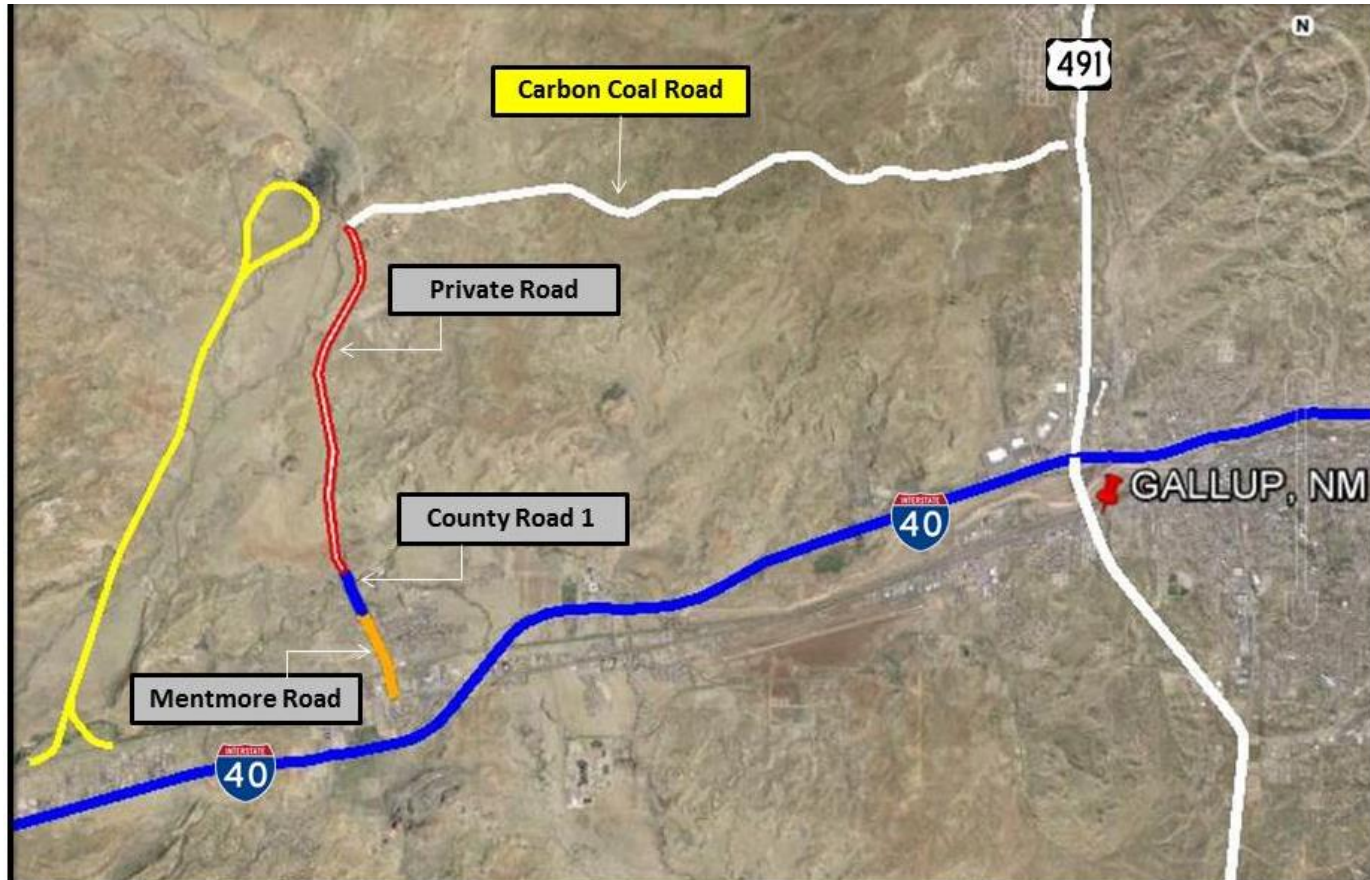 N
491
Carbon Coal Road
Private Road
GALLUP, NM
INTERSTATE
40
County Road 1
Mentmore Road
INTERSTATE
40